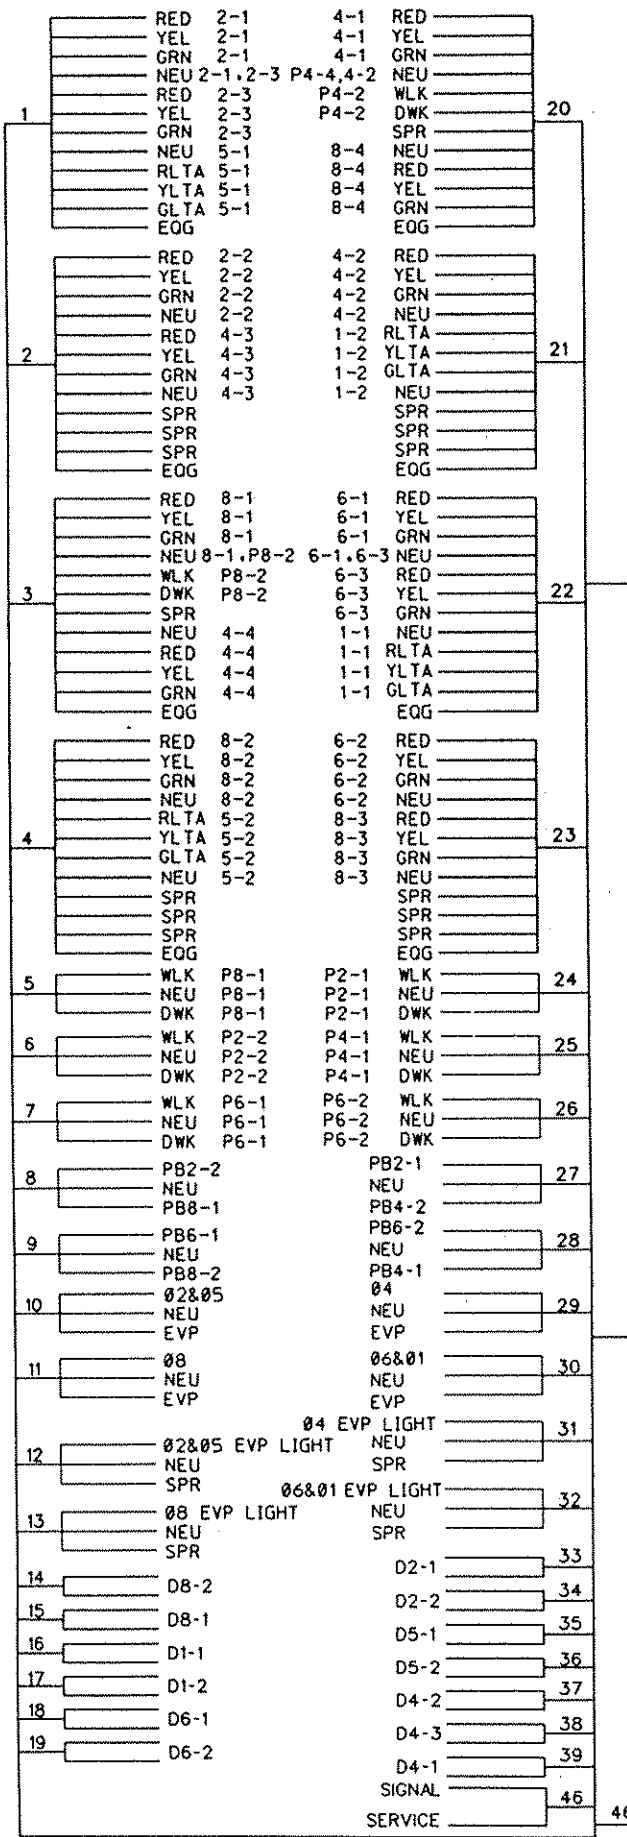 RED 2-1 4-1 RED
YEL 2-1 4-1 YEL
GRN 2-1 4-1 GRN
NEU 2-1,2-3 P4-4,4-2 NEU
RED 2-3 P4-2 WLK
1 YEL 2-3 P4-2 DWK 20
GRN 2-3 SPR
NEU 5-1 8-4 NEU
RLTA 5-1 8-4 RED
YLTA 5-1 8-4 YEL
GLTA 5-1 8-4 GRN
EQG EQG
RED 2-2 4-2 RED
YEL 2-2 4-2 YEL
GRN 2-2 4-2 GRN
NEU 2-2 4-2 NEU
RED 4-3 1-2 RLTA
2 YEL 4-3 1-2 YLTA 21
GRN 4-3 1-2 GLTA
NEU 4-3 1-2 NEU
SPR SPR
SPR SPR
SPR SPR
EQG EQG
RED 8-1 6-1 RED
YEL 8-1 6-1 YEL
GRN 8-1 6-1 GRN
NEU 8-1,P8-2 6-1,6-3 NEU
WLK P8-2 6-3 RED
3 DWK P8-2 6-3 YEL 22
SPR 6-3 GRN
NEU 4-4 1-1 NEU
RED 4-4 1-1 RLTA
YEL 4-4 1-1 YLTA
GRN 4-4 1-1 GLTA
EQG EQG
RED 8-2 6-2 RED
YEL 8-2 6-2 YEL
GRN 8-2 6-2 GRN
NEU 8-2 6-2 NEU
RLTA 5-2 8-3 RED
4 YLTA 5-2 8-3 YEL 23
GLTA 5-2 8-3 GRN
NEU 5-2 8-3 NEU
SPR SPR
SPR SPR
SPR SPR
EQG EQG
WLK P8-1 P2-1 WLK
5 NEU P8-1 P2-1 NEU 24
DWK P8-1 P2-1 DWK
WLK P2-2 P4-1 WLK
6 NEU P2-2 P4-1 NEU 25
DWK P2-2 P4-1 DWK
WLK P6-1 P6-2 WLK
7 NEU P6-1 P6-2 NEU 26
DWK P6-1 P6-2 DWK
PB2-2 PB2-1
8 NEU NEU 27
PB8-1 PB4-2
PB6-1 PB6-2
9 NEU NEU 28
PB8-2 PB4-1
02&05 04
10 NEU NEU 29
EVP EVP
08 06&01
11 NEU NEU 30
EVP EVP
04 EVP LIGHT
02&05 EVP LIGHT NEU 31
12 NEU SPR
SPR 06&01 EVP LIGHT
08 EVP LIGHT NEU 32
13 NEU SPR
SPR
D2-1 33
14 D8-2
D2-2 34
15 D8-1
D5-1 35
16 D1-1
D5-2 36
17 D1-2
D4-2 37
18 D6-1
D4-3 38
19 D6-2
D4-1 39
SIGNAL
46 46
SERVICE